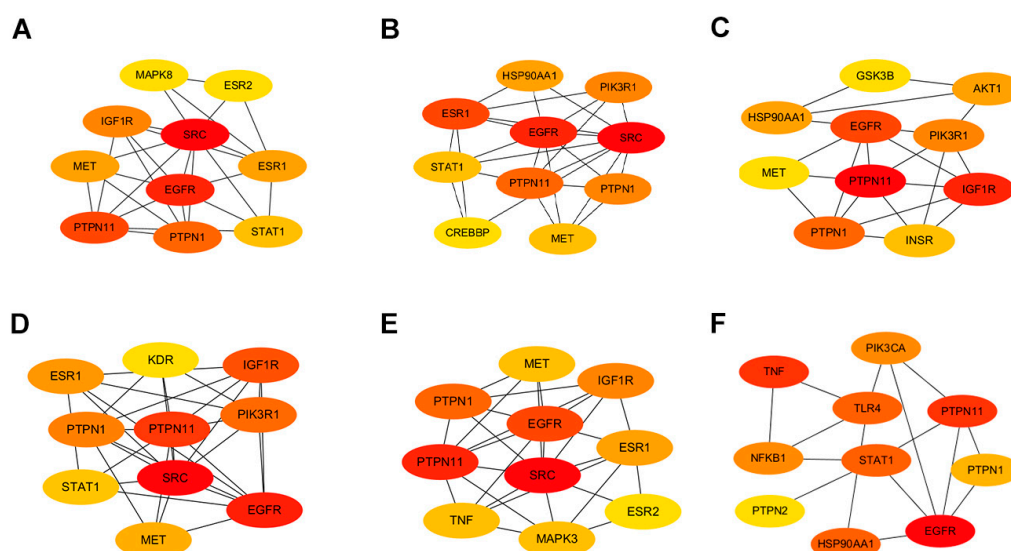 A
MAPK8
ESR2
IGF1R
SRC
MET
ESR1
EGFR
PTPN11
PTPN1
STAT1
B
HSP90AA1
PIK3R1
ESR1
EGFR
SRC
STAT1
PTPN11
PTPN1
CREBBP
MET
C
GSK3B
AKT1
HSP90AA1
EGFR
PIK3R1
MET
PTPN11
IGF1R
PTPN1
INSR
D
KDR
IGF1R
ESR1
PIK3R1
PTPN1
PTPN11
SRC
STAT1
EGFR
MET
E
MET
IGF1R
PTPN1
EGFR
ESR1
PTPN11
SRC
TNF
ESR2
MAPK3
F
PIK3CA
TNF
TLR4
PTPN11
NFKB1
STAT1
PTPN1
PTPN2
EGFR
HSP90AA1